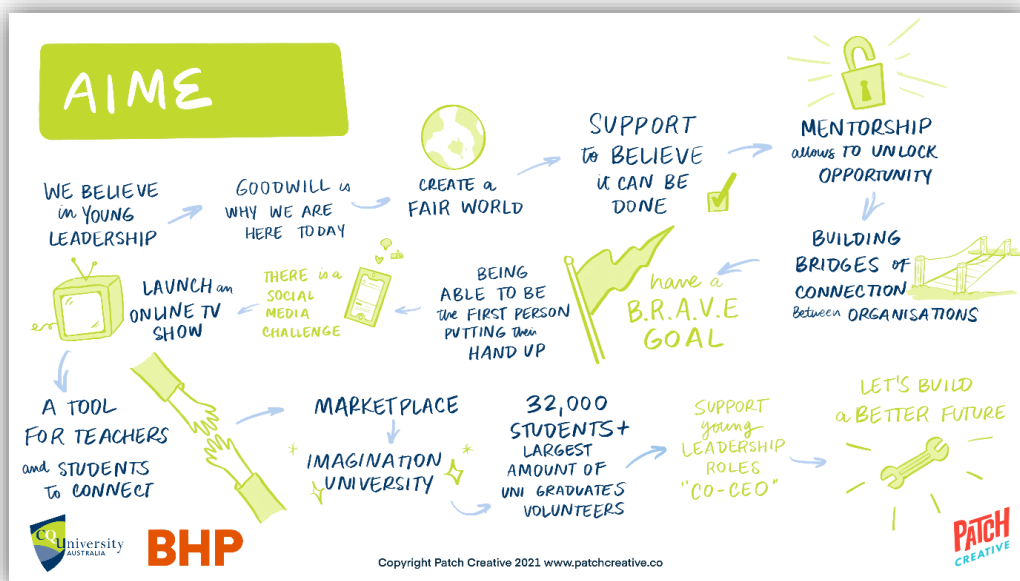 AIME
WE BELIEVE
in YOUNG
LEADERSHIP
GOODWILL is
WHY WE ARE
HERE TODAY
CREATE a
FAIR WORLD
SUPPORT
to BELIEVE
it CAN BE
DONE
MENTORSHIP
allows TO UNLOCK
OPPORTUNITY
BUILDING
BRIDGES of
CONNECTION
Between ORGANISATIONS
have a
B.R.A.V.E
GOAL
BEING
ABLE TO BE
the FIRST PERSON
PUTTING their
HAND UP
THERE is a
SOCIAL
MEDIA
CHALLENGE
LAUNCH an
ONLINE TV
SHOW
A TOOL
FOR TEACHERS
and STUDENTS
to CONNECT
MARKETPLACE
IMAGINATION
UNIVERSITY
32,000
STUDENTS+
LARGEST
AMOUNT OF
UNI GRADUATES
VOLUNTEERS
SUPPORT
young
LEADERSHIP
ROLES
"CO-CEO"
LET'S BUILD
a BETTER FUTURE
CQUniversity
AUSTRALIA
BHP
Copyright Patch Creative 2021 www.patchcreative.co
PATCH
CREATIVE